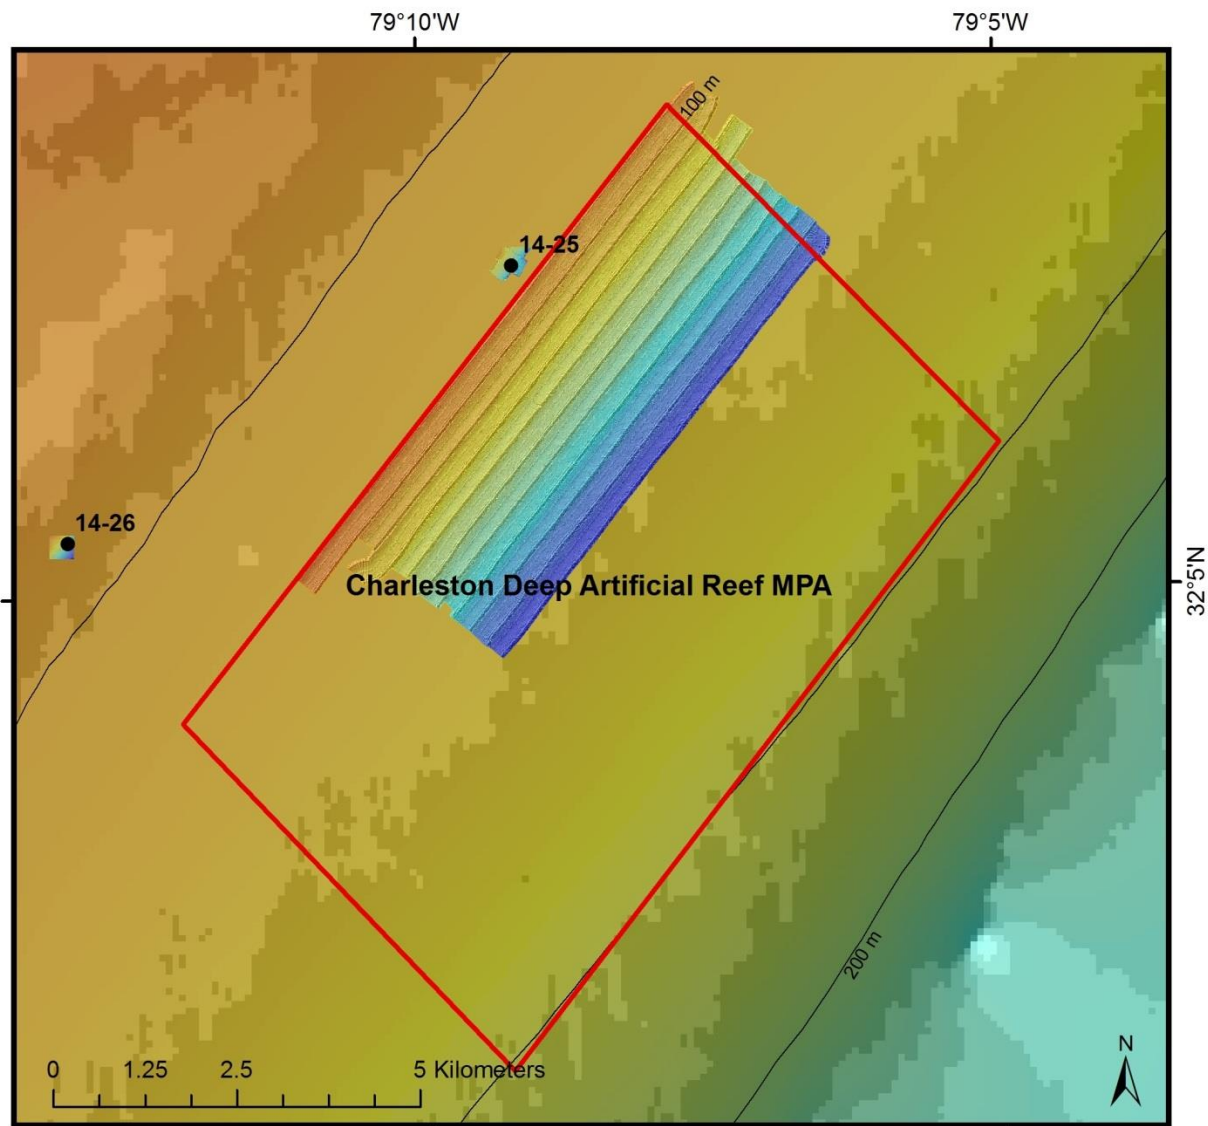 79°10'W
79°5'W
100 m
14-25
14-26
Charleston Deep Artificial Reef MPA
32°5'N
200 m
N
0 1.25 2.5 5 Kilometers